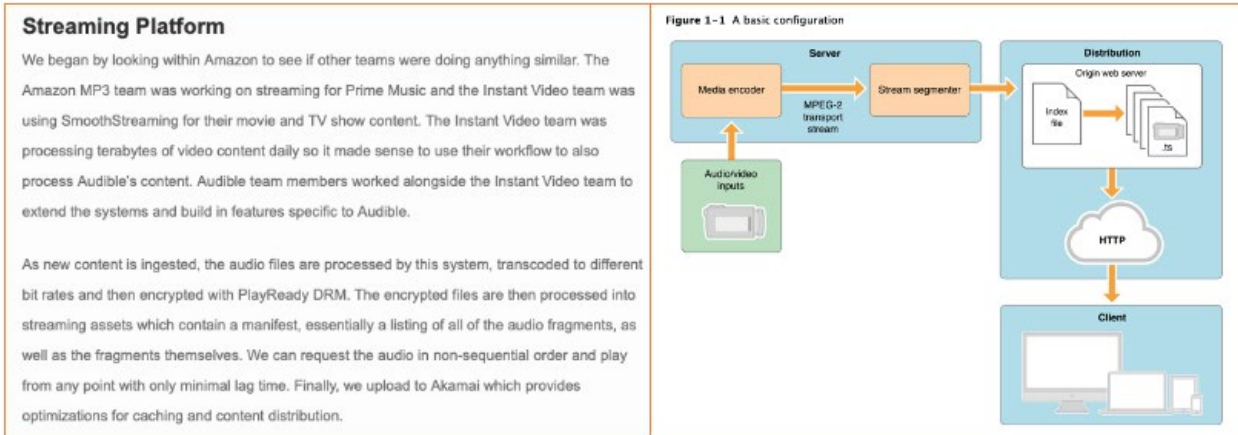 Streaming Platform
We began by looking within Amazon to see if other teams were doing anything similar. The
Amazon MP3 team was working on streaming for Prime Music and the Instant Video team was
using SmoothStreaming for their movie and TV show content. The Instant Video team was
processing terabytes of video content daily so it made sense to use their workflow to also
process Audible's content. Audible team members worked alongside the Instant Video team to
extend the systems and build in features specific to Audible.
As new content is ingested, the audio files are processed by this system, transcoded to different
bit rates and then encrypted with PlayReady DRM. The encrypted files are then processed into
streaming assets which contain a manifest, essentially a listing of all of the audio fragments, as
well as the fragments themselves. We can request the audio in non-sequential order and play
from any point with only minimal lag time. Finally, we upload to Akamai which provides
optimizations for caching and content distribution.
Figure 1–1 A basic configuration
Server
Media encoder
MPEG-2
transport
stream
Stream segmenter
Audio/video
inputs
Distribution
Origin web server
Index
file
.ts
HTTP
Client